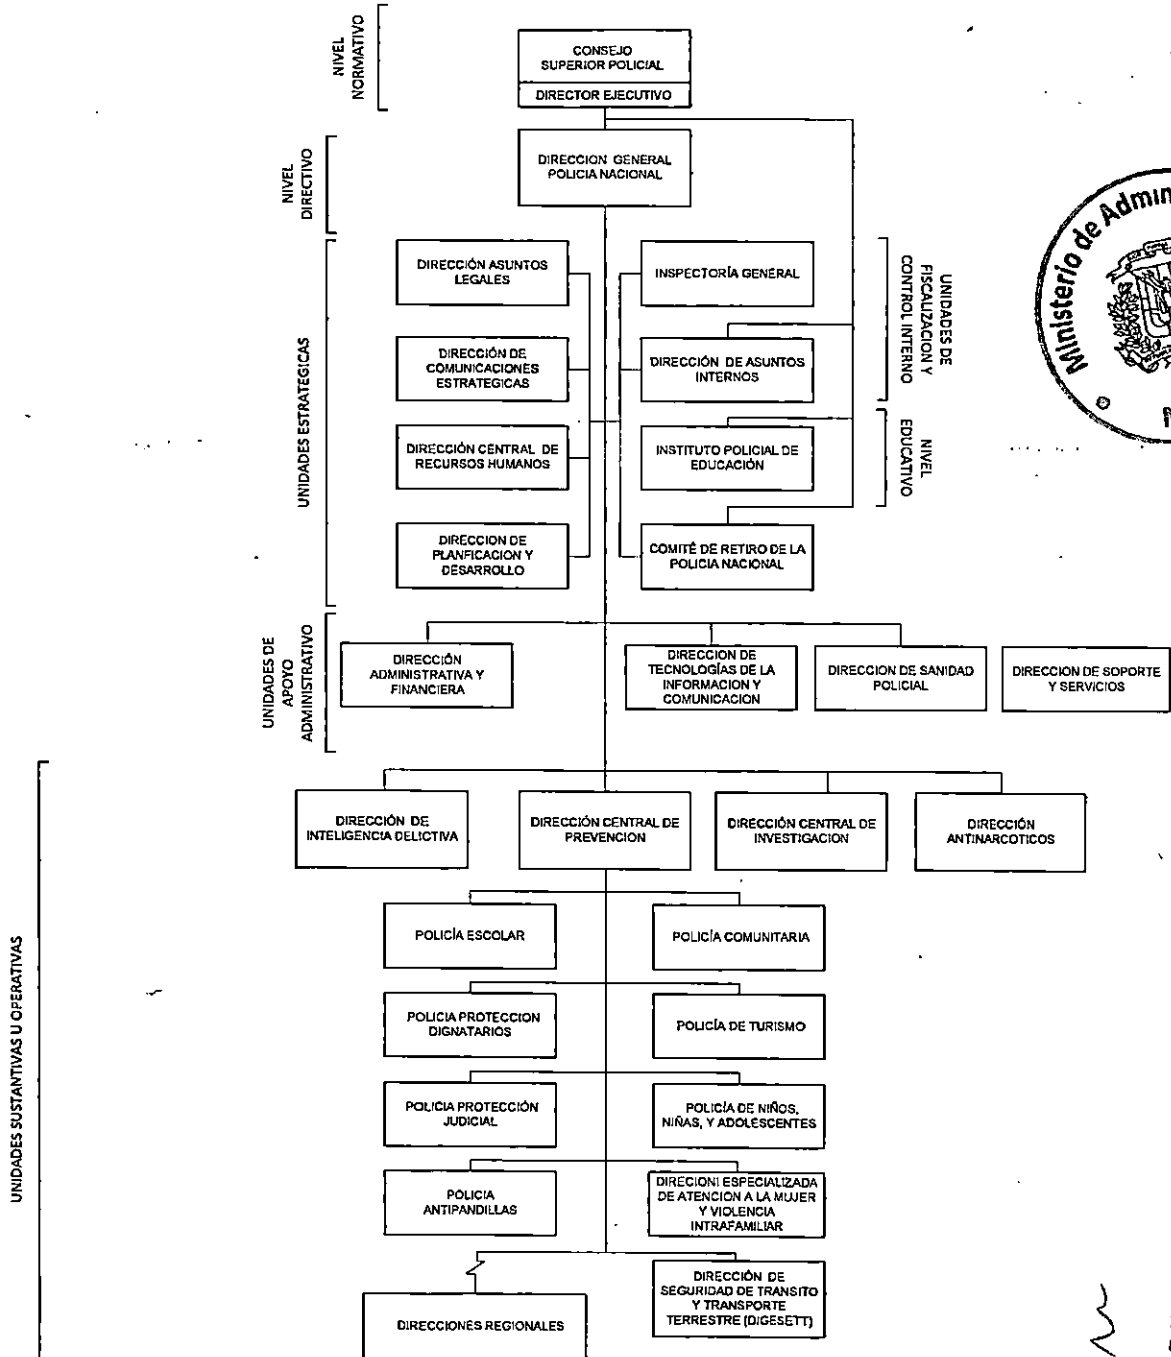 NIVEL
NORMATIVO
CONSEJO
SUPERIOR POLICIAL
DIRECTOR EJECUTIVO
NIVEL
DIRECTIVO
DIRECCION GENERAL
POLICIA NACIONAL
UNIDADES ESTRATEGICAS
DIRECCIÓN ASUNTOS
LEGALES
INSPECTORÍA GENERAL
UNIDADES DE
FISCALIZACION Y
CONTROL INTERNO
DIRECCIÓN DE
COMUNICACIONES
ESTRATEGICAS
DIRECCIÓN DE ASUNTOS
INTERNOS
DIRECCIÓN CENTRAL DE
RECURSOS HUMANOS
INSTITUTO POLICIAL DE
EDUCACIÓN
NIVEL
EDUCATIVO
DIRECCION DE
PLANFICACION Y
DESARROLLO
COMITÉ DE RETIRO DE LA
POLICIA NACIONAL
Ministerio de Admin
UNIDADES DE
APOYO
ADMINISTRATIVO
DIRECCIÓN
ADMINISTRATIVA Y
FINANCIERA
DIRECCION DE
TECNOLOGÍAS DE LA
INFORMACION Y
COMUNICACION
DIRECCION DE SANIDAD
POLICIAL
DIRECCION DE SOPORTE
Y SERVICIOS
UNIDADES SUSTANTIVAS U OPERATIVAS
DIRECCIÓN DE
INTELIGENCIA DELICTIVA
DIRECCIÓN CENTRAL DE
PREVENCION
DIRECCIÓN CENTRAL DE
INVESTIGACION
DIRECCIÓN
ANTINARCOTICOS
POLICÍA ESCOLAR
POLICÍA COMUNITARIA
POLICIA PROTECCION
DIGNATARIOS
POLICÍA DE TURISMO
POLICIA PROTECCIÓN
JUDICIAL
POLICÍA DE NIÑOS,
NIÑAS, Y ADOLESCENTES
POLICIA
ANTIPANDILLAS
DIRECIONI ESPECIALIZADA
DE ATENCION A LA MUJER
Y VIOLENCIA
INTRAFAMILIAR
DIRECCIONES REGIONALES
DIRECCIÓN DE
SEGURIDAD DE TRANSITO
Y TRANSPORTE
TERRESTRE (DIGESETT)